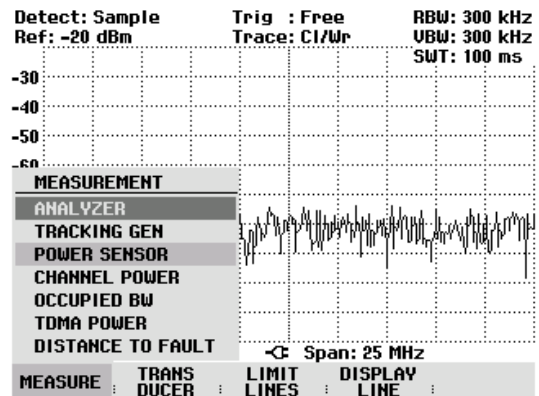 Detect: Sample Trig : Free RBW: 300 kHz
Ref: -20 dBm Trace: Cl/Wr VBW: 300 kHz
SWT: 100 ms
-30
-40
-50
-60
MEASUREMENT
ANALYZER
TRACKING GEN
POWER SENSOR
CHANNEL POWER
OCCUPIED BW
TDMA POWER
DISTANCE TO FAULT
Span: 25 MHz
MEASURE TRANS DUCER LIMIT LINES DISPLAY LINE